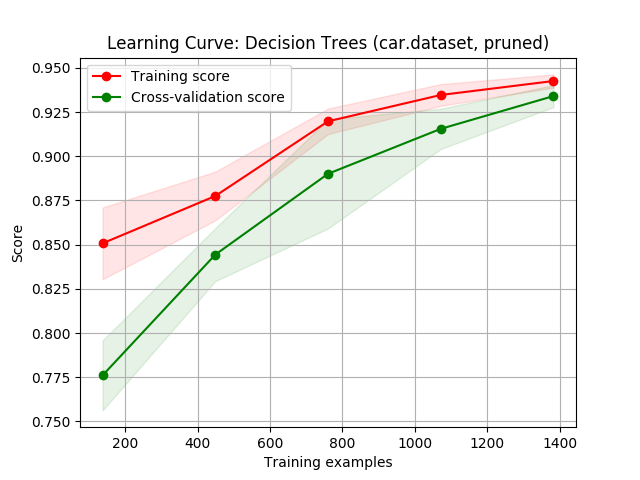 Learning Curve: Decision Trees (car.dataset, pruned)
Training score
Cross-validation score
0.950
0.925
0.900
0.875
0.850
0.825
0.800
0.775
0.750
Score
200 400 600 800 1000 1200 1400
Training examples